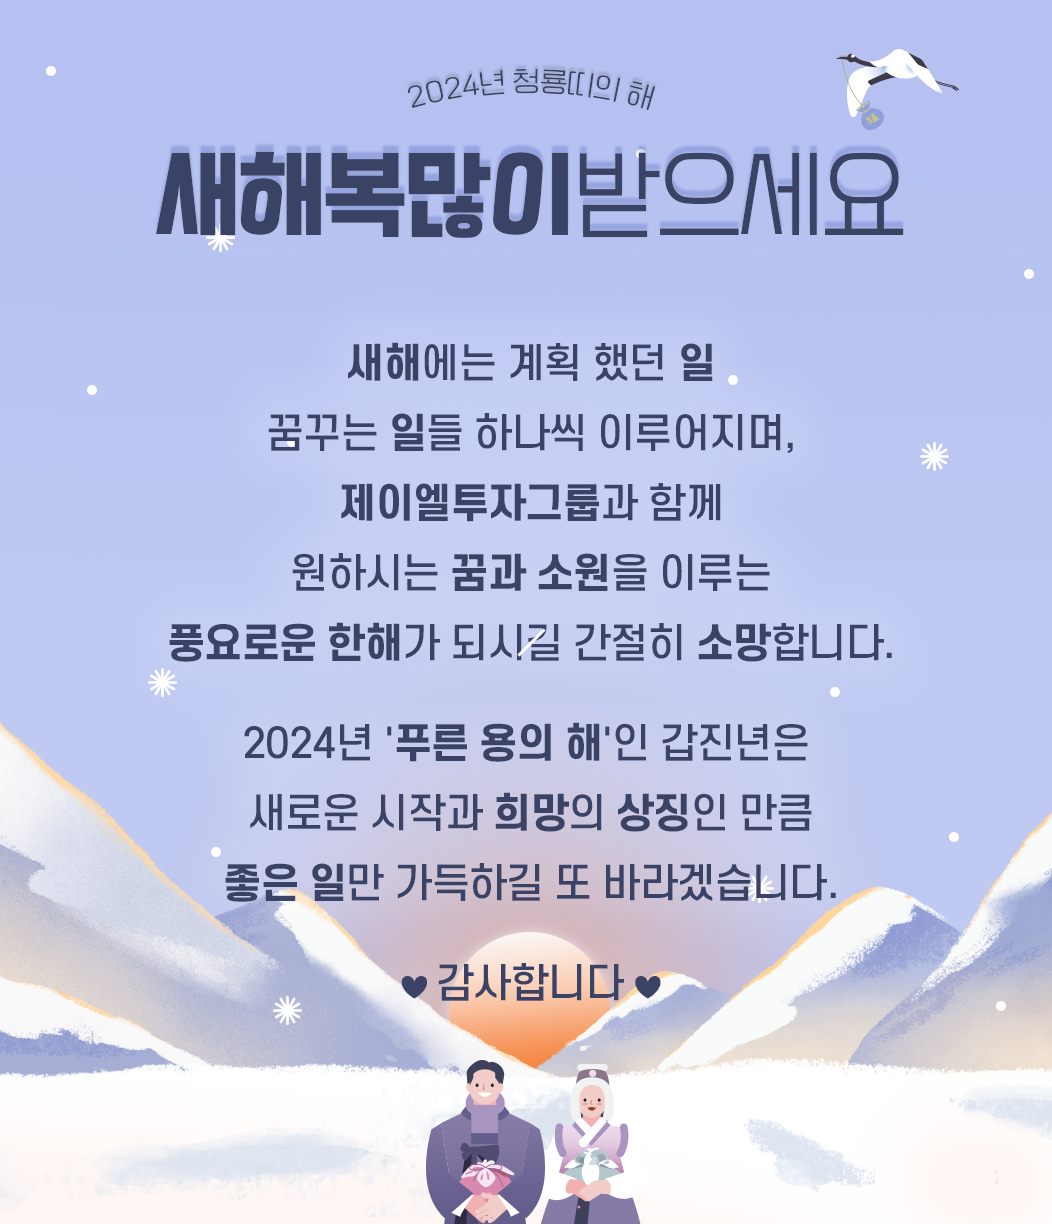 2024년 청룡띠의 해
새해복많이받으세요
새해에는 계획 했던 일
꿈꾸는 일들 하나씩 이루어지며,
제이엘투자그룹과 함께
원하시는 꿈과 소원을 이루는
풍요로운 한해가 되시길 간절히 소망합니다.
2024년 '푸른 용의 해'인 갑진년은
새로운 시작과 희망의 상징인 만큼
좋은 일만 가득하길 또 바라겠습니다.
♥ 감사합니다 ♥